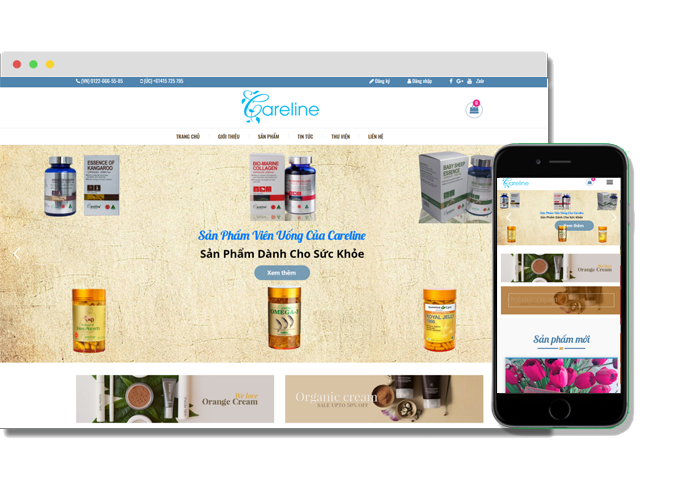 (VN) 0122-666-55-85 (ÚC) +61415 725 705 Đăng ký Đăng nhập Zalo
Careline
0
TRANG CHỦ GIỚI THIỆU SẢN PHẨM TIN TỨC THƯ VIỆN LIÊN HỆ
ESSENCE OF
KANGAROO
BIO-MARINE
COLLAGEN
BABY SHEEP
ESSENCE
Sản Phẩm Viên Uống Của Careline
Sản Phẩm Dành Cho Sức Khỏe
Xem thêm
OMEGA-3
ROYAL JELLY
We love
Orange Cream
Organic cream
SALE UPTO 30% OFF
Careline
Sản Phẩm Viên Uống Của Careline
Sản Phẩm Dành Cho Sức Khỏe
Xem thêm
We love
Orange Cream
Sản phẩm mới